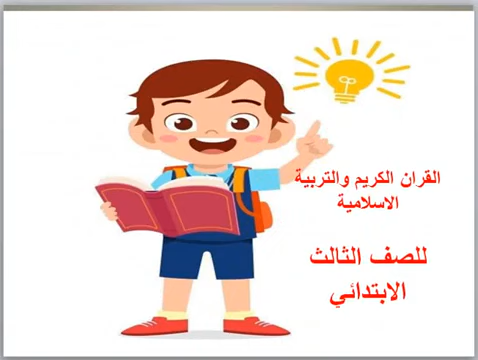 القران الكريم والتربية
الاسلامية
للصف الثالث
الابتدائي